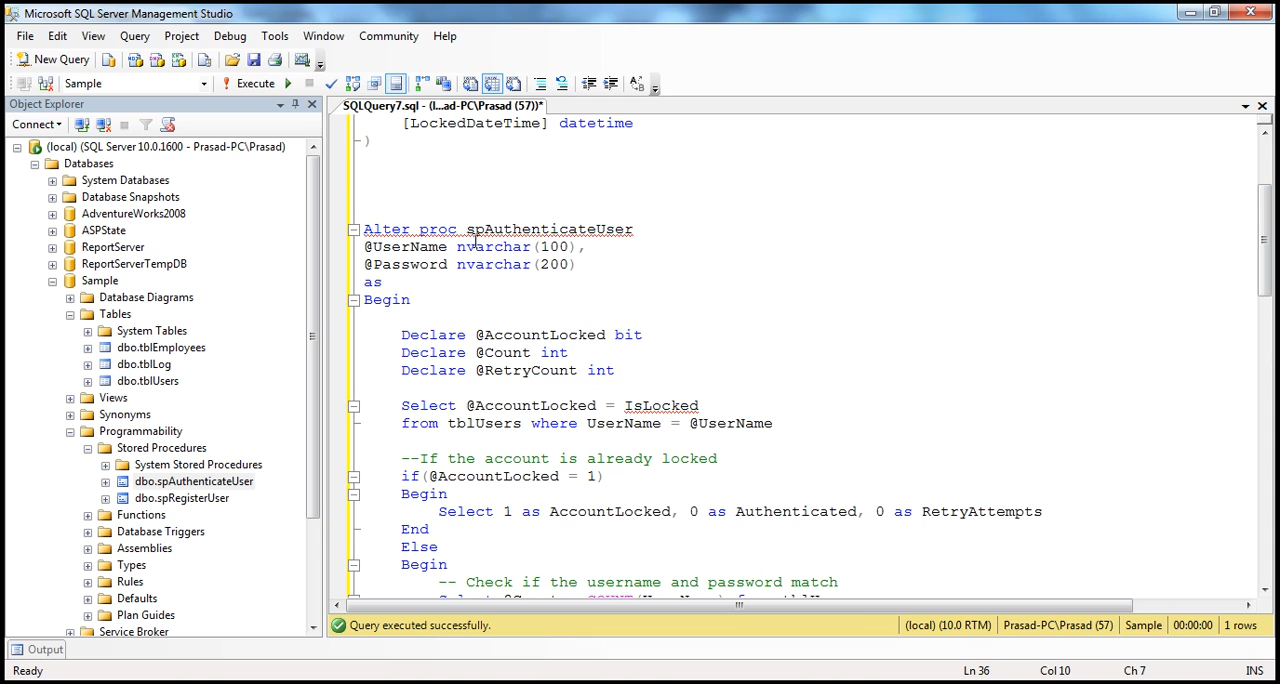 Microsoft SQL Server Management Studio
File Edit View Query Project Debug Tools Window Community Help
New Query
Sample Execute
Object Explorer
SQLQuery7.sql - (l...ad-PC\Prasad (57))*
Connect
[LockedDateTime] datetime
)
(local) (SQL Server 10.0.1600 - Prasad-PC\Prasad)
Databases
System Databases
Database Snapshots
AdventureWorks2008
ASPState
ReportServer
ReportServerTempDB
Sample
Database Diagrams
Tables
System Tables
dbo.tblEmployees
dbo.tblLog
dbo.tblUsers
Views
Synonyms
Programmability
Stored Procedures
System Stored Procedures
dbo.spAuthenticateUser
dbo.spRegisterUser
Functions
Database Triggers
Assemblies
Types
Rules
Defaults
Plan Guides
Service Broker
Alter proc spAuthenticateUser
@UserName nvarchar(100),
@Password nvarchar(200)
as
Begin
Declare @AccountLocked bit
Declare @Count int
Declare @RetryCount int
Select @AccountLocked = IsLocked
from tblUsers where UserName = @UserName
--If the account is already locked
if(@AccountLocked = 1)
Begin
Select 1 as AccountLocked, 0 as Authenticated, 0 as RetryAttempts
End
Else
Begin
-- Check if the username and password match
Query executed successfully.
(local) (10.0 RTM) Prasad-PC\Prasad (57) Sample 00:00:00 1 rows
Output
Ready Ln 36 Col 10 Ch 7 INS